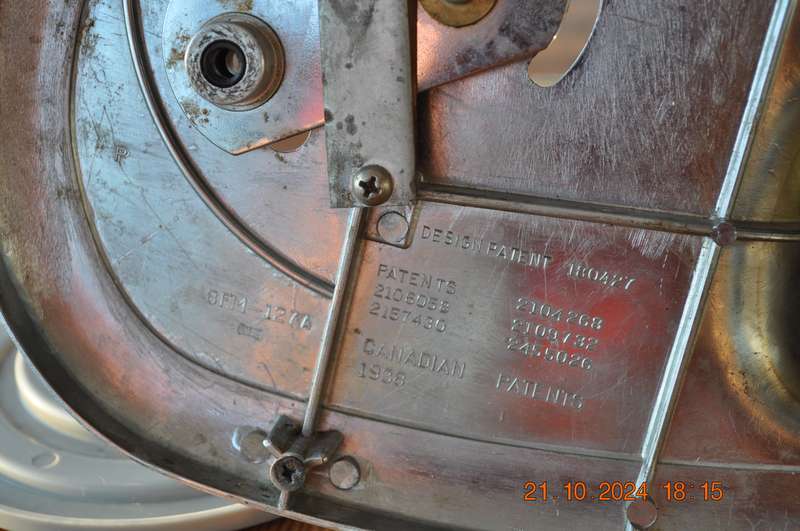 P
DESIGN PATENT 180427
PATENTS
2106058 2104268
2157430 2109732
2455026
CANADIAN PATENTS
1938
21.10.2024 18:15